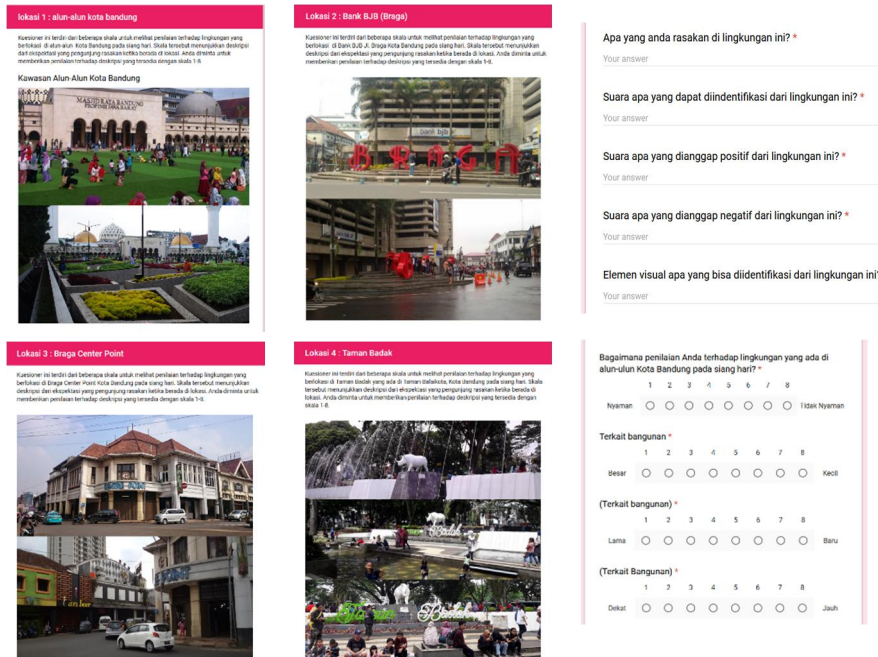 lokasi 1 : alun-alun kota bandung
Kuesioner ini terdiri dari beberapa skala untuk melihat penilaian terhadap lingkungan yang
berlokasi di alun-alun Kota Bandung pada siang hari. Skala tersebut menunjukkan deskripsi
dari ekspektasi yang pengunjung rasakan ketika berada di lokasi. Anda diminta untuk
memberikan penilaian terhadap deskripsi yang tersedia dengan skala 1-8.
Kawasan Alun-Alun Kota Bandung
MASJID RAYA BANDUNG
PROPINSI JAWA BARAT
Lokasi 2 : Bank BJB (Braga)
Kuesioner ini terdiri dari beberapa skala untuk melihat penilaian terhadap lingkungan yang
berlokasi di Bank BJB Jl. Braga Kota Bandung pada siang hari. Skala tersebut menunjukkan
deskripsi dari ekspektasi yang pengunjung rasakan ketika berada di lokasi. Anda diminta untuk
memberikan penilaian terhadap deskripsi yang tersedia dengan skala 1-8.
bank bjb
BRAGA
Apa yang anda rasakan di lingkungan ini? *
Your answer
Suara apa yang dapat diindentifikasi dari lingkungan ini? *
Your answer
Suara apa yang dianggap positif dari lingkungan ini? *
Your answer
Suara apa yang dianggap negatif dari lingkungan ini? *
Your answer
Elemen visual apa yang bisa diidentifikasi dari lingkungan ini?
Your answer
Lokasi 3 : Braga Center Point
Kuesioner ini terdiri dari beberapa skala untuk melihat penilaian terhadap lingkungan yang
berlokasi di Braga Center Point Kota Bandung pada siang hari. Skala tersebut menunjukkan
deskripsi dari ekspektasi yang pengunjung rasakan ketika berada di lokasi. Anda diminta untuk
memberikan penilaian terhadap deskripsi yang tersedia dengan skala 1-8.
Lokasi 4 : Taman Badak
Kuesioner ini terdiri dari beberapa skala untuk melihat penilaian terhadap lingkungan yang
berlokasi di Taman Badak yang ada di Taman Balaikota, Kota Bandung pada siang hari. Skala
tersebut menunjukkan deskripsi dari ekspektasi yang pengunjung rasakan ketika berada di
lokasi. Anda diminta untuk memberikan penilaian terhadap deskripsi yang tersedia dengan
skala 1-8.
Badak
Taman Badak
Bagaimana penilaian Anda terhadap lingkungan yang ada di
alun-ulun Kota Bandung pada siang hari? *
1 2 3 4 5 6 7 8
Nyaman Tidak Nyaman
Terkait bangunan *
1 2 3 4 5 6 7 8
Besar Kecil
(Terkait bangunan) *
1 2 3 4 5 6 7 8
Lama Baru
(Terkait Bangunan) *
1 2 3 4 5 6 7 8
Dekat Jauh